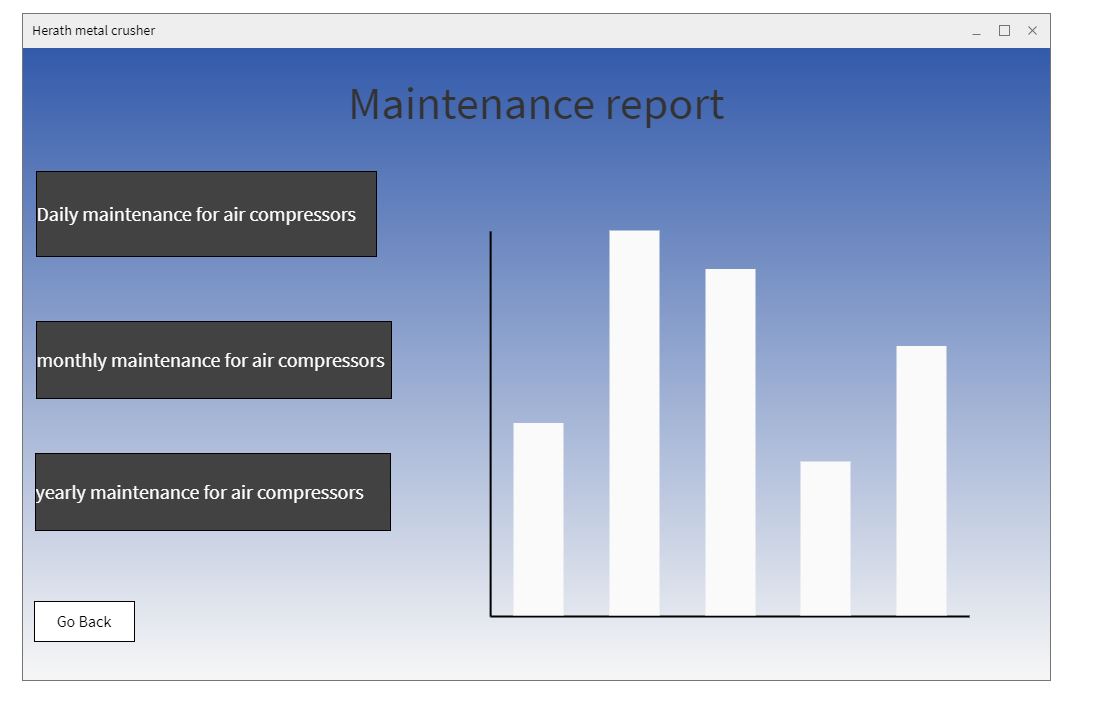 Herath metal crusher
Maintenance report
Daily maintenance for air compressors
monthly maintenance for air compressors
yearly maintenance for air compressors
Go Back